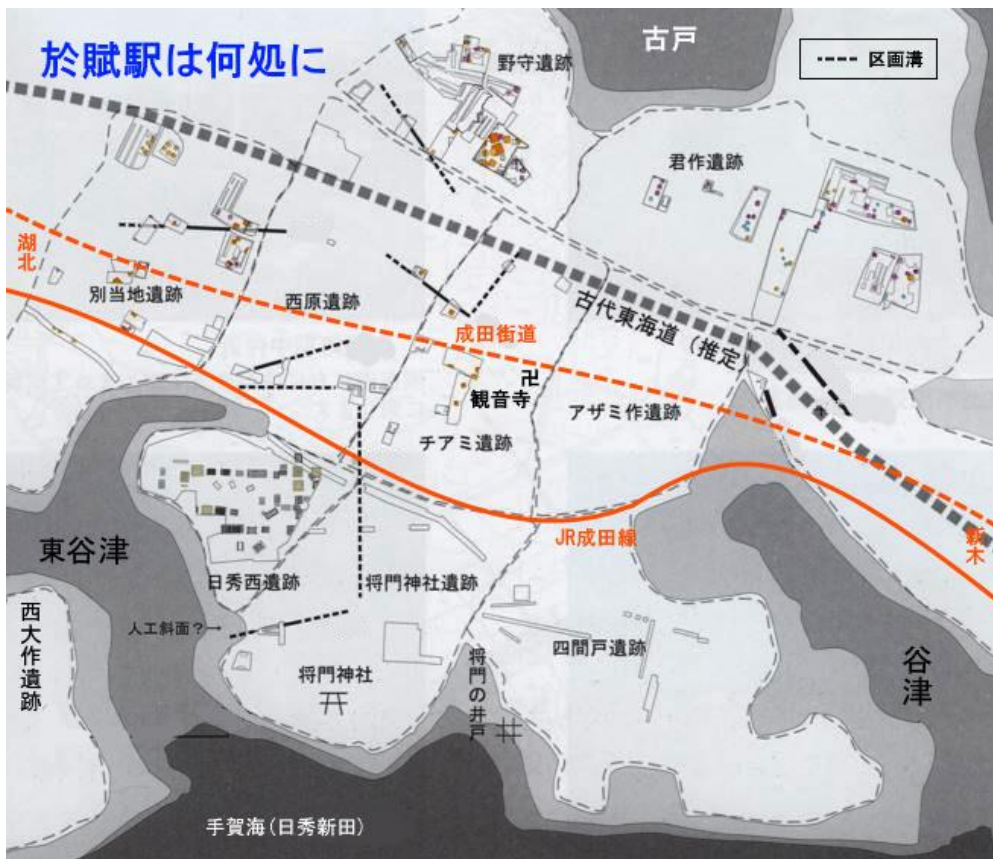 於賦駅は何処に
古戸
区画溝
野守遺跡
君作遺跡
湖北
別当地遺跡
西原遺跡
成田街道
古代東海道（推定）
卍
観音寺
アザミ作遺跡
チアミ遺跡
JR成田線
新木
東谷津
日秀西遺跡
将門神社遺跡
西大作遺跡
人工斜面？→
四間戸遺跡
谷津
将門神社
将門の井戸
手賀海(日秀新田)